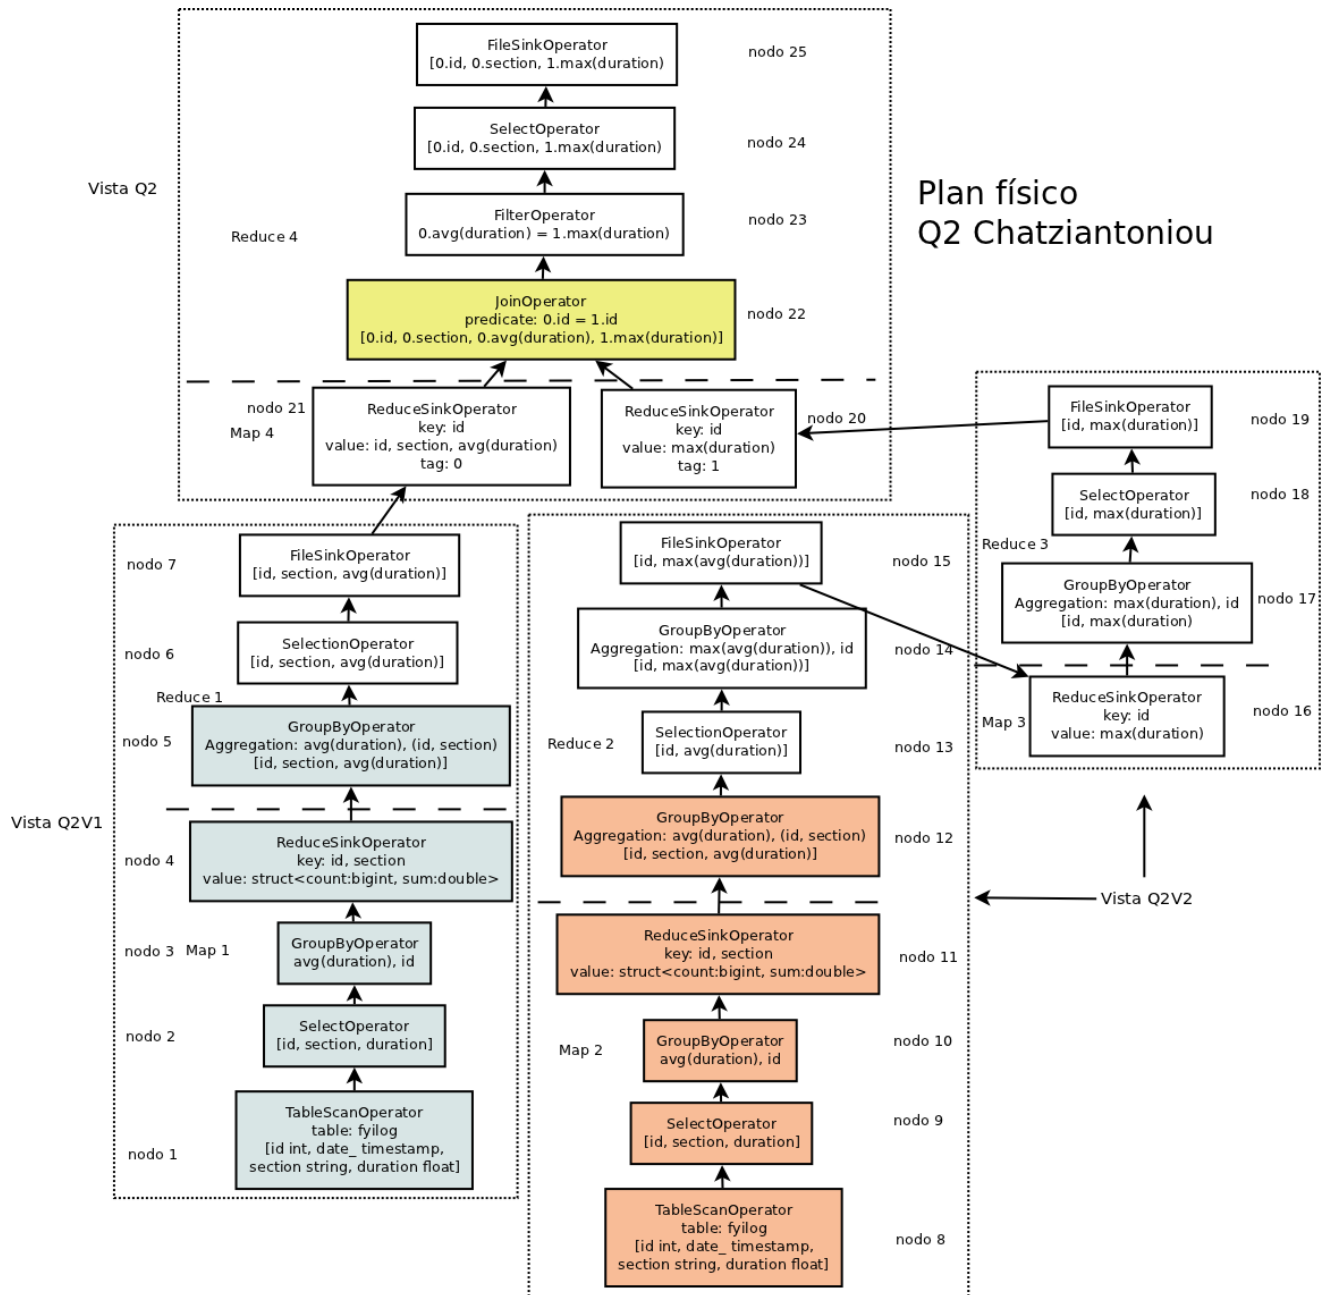 FileSinkOperator
[0.id, 0.section, 1.max(duration)
nodo 25
SelectOperator
[0.id, 0.section, 1.max(duration)
nodo 24
Vista Q2
FilterOperator
0.avg(duration) = 1.max(duration)
nodo 23
Reduce 4
Plan físico
Q2 Chatziantoniou
JoinOperator
predicate: 0.id = 1.id
[0.id, 0.section, 0.avg(duration), 1.max(duration)]
nodo 22
nodo 21
Map 4
ReduceSinkOperator
key: id
value: id, section, avg(duration)
tag: 0
ReduceSinkOperator
key: id
value: max(duration)
tag: 1
nodo 20
FileSinkOperator
[id, max(duration)]
nodo 19
SelectOperator
[id, max(duration)]
nodo 18
Reduce 3
GroupByOperator
Aggregation: max(duration), id
[id, max(duration)
nodo 17
ReduceSinkOperator
key: id
value: max(duration)
nodo 16
Map 3
Vista Q2V2
nodo 7
FileSinkOperator
[id, section, avg(duration)]
nodo 6
SelectionOperator
[id, section, avg(duration)]
Reduce 1
nodo 5
GroupByOperator
Aggregation: avg(duration), (id, section)
[id, section, avg(duration)]
Vista Q2V1
nodo 4
ReduceSinkOperator
key: id, section
value: struct<count:bigint, sum:double>
nodo 3
Map 1
GroupByOperator
avg(duration), id
nodo 2
SelectOperator
[id, section, duration]
nodo 1
TableScanOperator
table: fyilog
[id int, date_ timestamp,
section string, duration float]
FileSinkOperator
[id, max(avg(duration))]
nodo 15
GroupByOperator
Aggregation: max(avg(duration)), id
[id, max(avg(duration))]
nodo 14
Reduce 2
SelectionOperator
[id, avg(duration)]
nodo 13
GroupByOperator
Aggregation: avg(duration), (id, section)
[id, section, avg(duration)]
nodo 12
ReduceSinkOperator
key: id, section
value: struct<count:bigint, sum:double>
nodo 11
Map 2
GroupByOperator
avg(duration), id
nodo 10
SelectOperator
[id, section, duration]
nodo 9
TableScanOperator
table: fyilog
[id int, date_ timestamp,
section string, duration float]
nodo 8